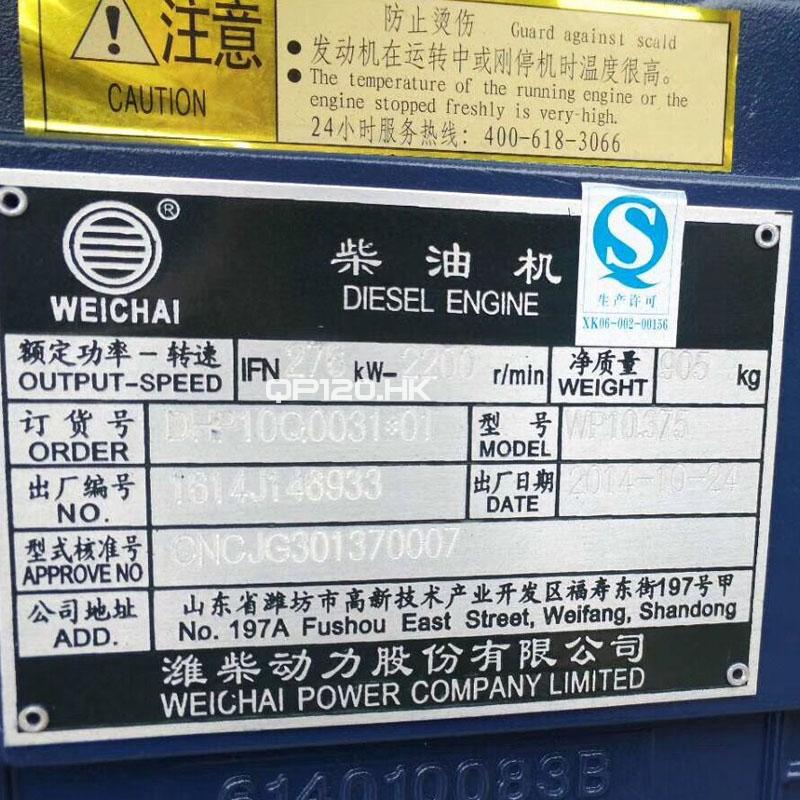 注意
CAUTION
防止烫伤 Guard against scald
●发动机在运转中或刚停机时温度很高。
●The temperature of the running engine or the
engine stopped freshly is very-high.
24小时服务热线: 400-618-3066
®
WEICHAI
柴油机
DIESEL ENGINE
S
生产许可
XK06-002-00156
额定功率-转速
OUTPUT-SPEED
IFN 276 kW- 2200 r/min
净质量
WEIGHT
905 kg
QP120.HK
订货号
ORDER
DHP10Q0031*01
型号
MODEL
WP10.375
出厂编号
NO.
1614J146933
出厂日期
DATE
2014-10-24
型式核准号
APPROVE NO
CNCJG301370007
公司地址
ADD.
山东省潍坊市高新技术产业开发区福寿东街197号甲
No. 197A Fushou East Street, Weifang, Shandong
潍柴动力股份有限公司
WEICHAI POWER COMPANY LIMITED
614010083B